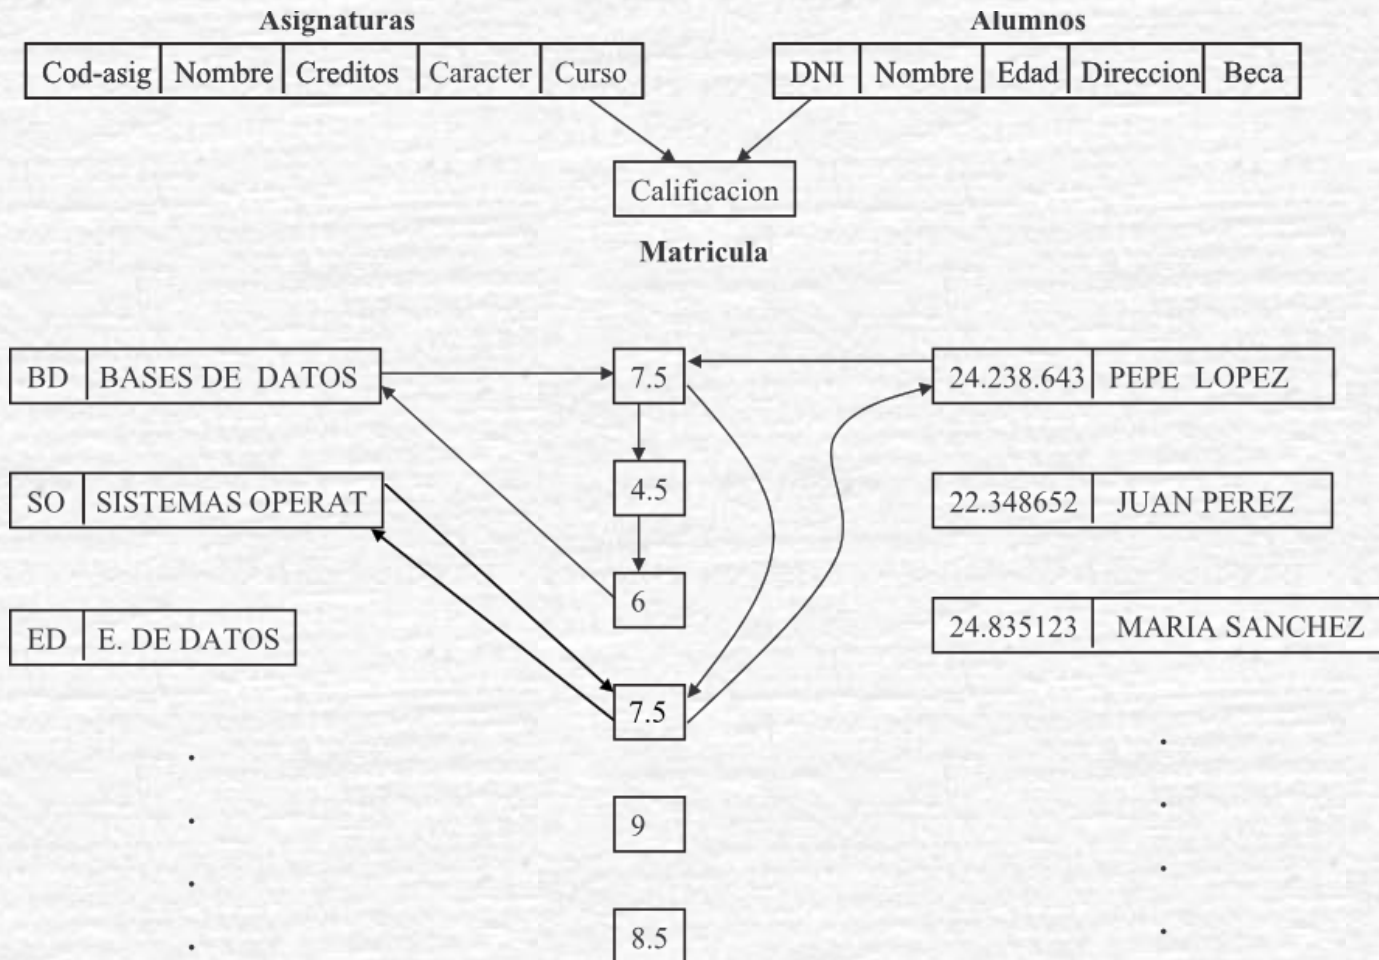 Asignaturas
Alumnos
Cod-asig Nombre Creditos Caracter Curso
DNI Nombre Edad Direccion Beca
Calificacion
Matricula
BD BASES DE DATOS
7.5
24.238.643 PEPE LOPEZ
SO SISTEMAS OPERAT
4.5
22.348652 JUAN PEREZ
6
ED E. DE DATOS
24.835123 MARIA SANCHEZ
7.5
9
8.5